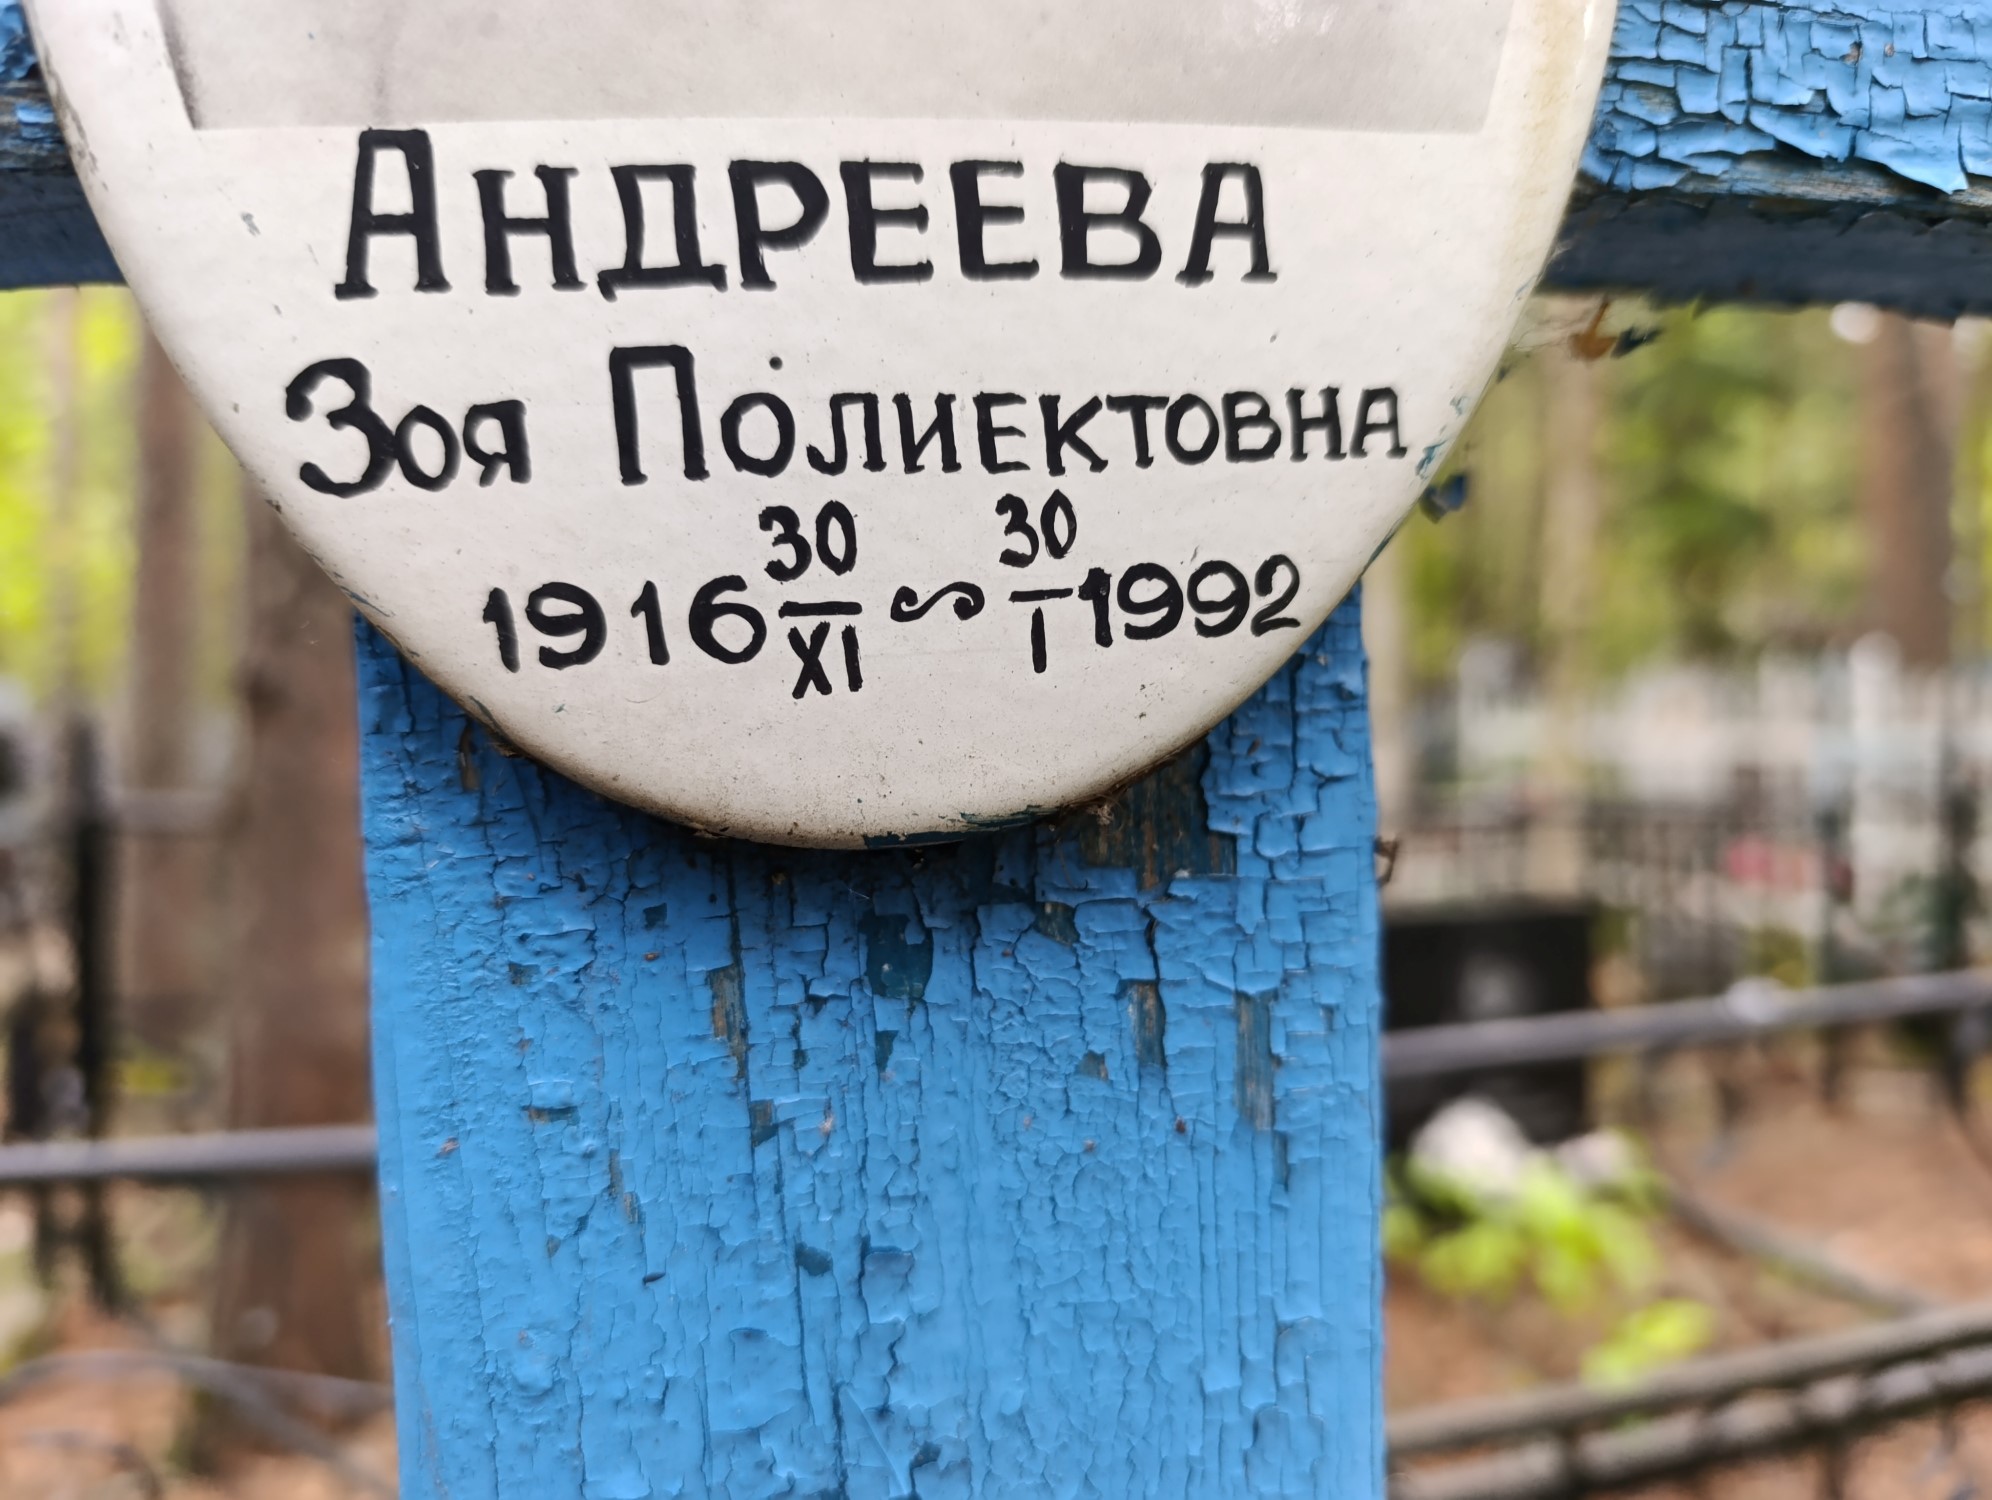 Андреева
Зоя Полиектовна
1916 30/XI ~ 30/I 1992